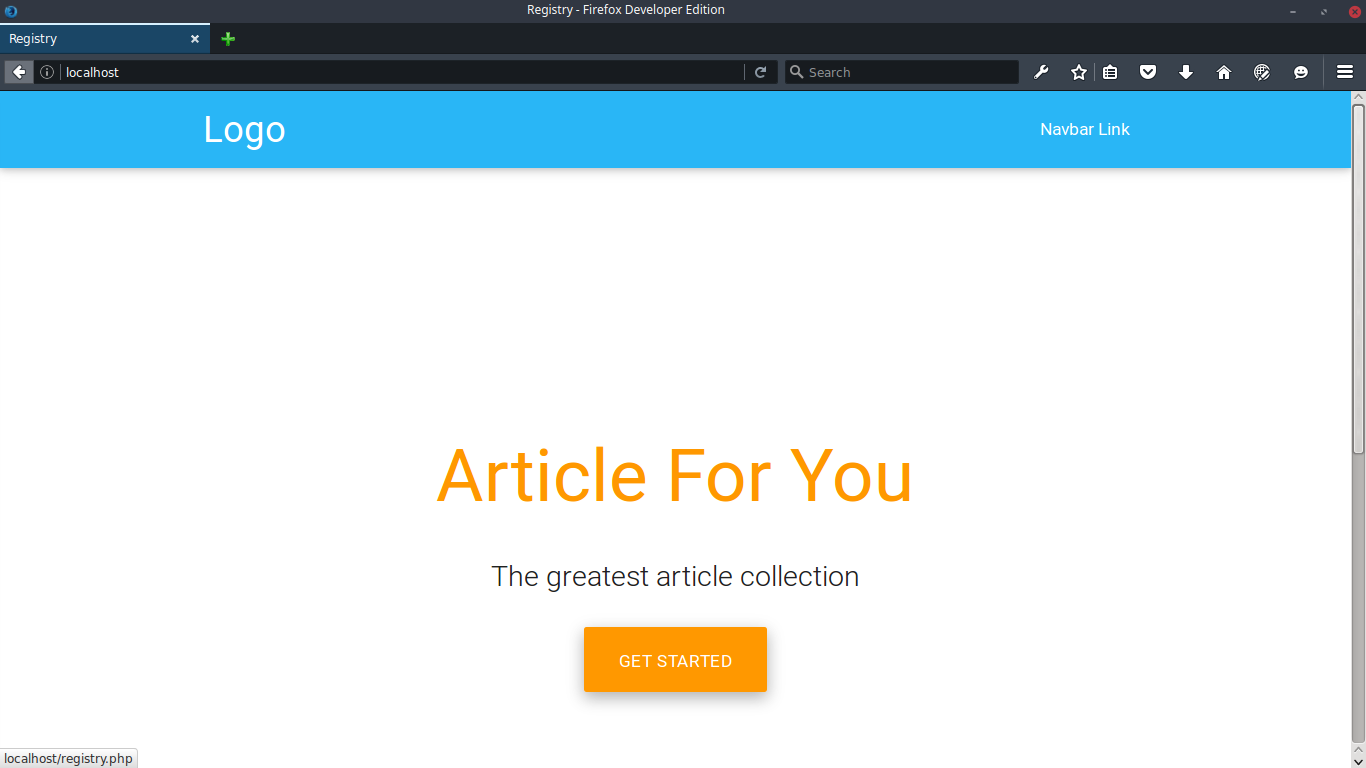 Registry - Firefox Developer Edition
Registry
localhost
Search
Logo
Navbar Link
Article For You
The greatest article collection
GET STARTED
localhost/registry.php